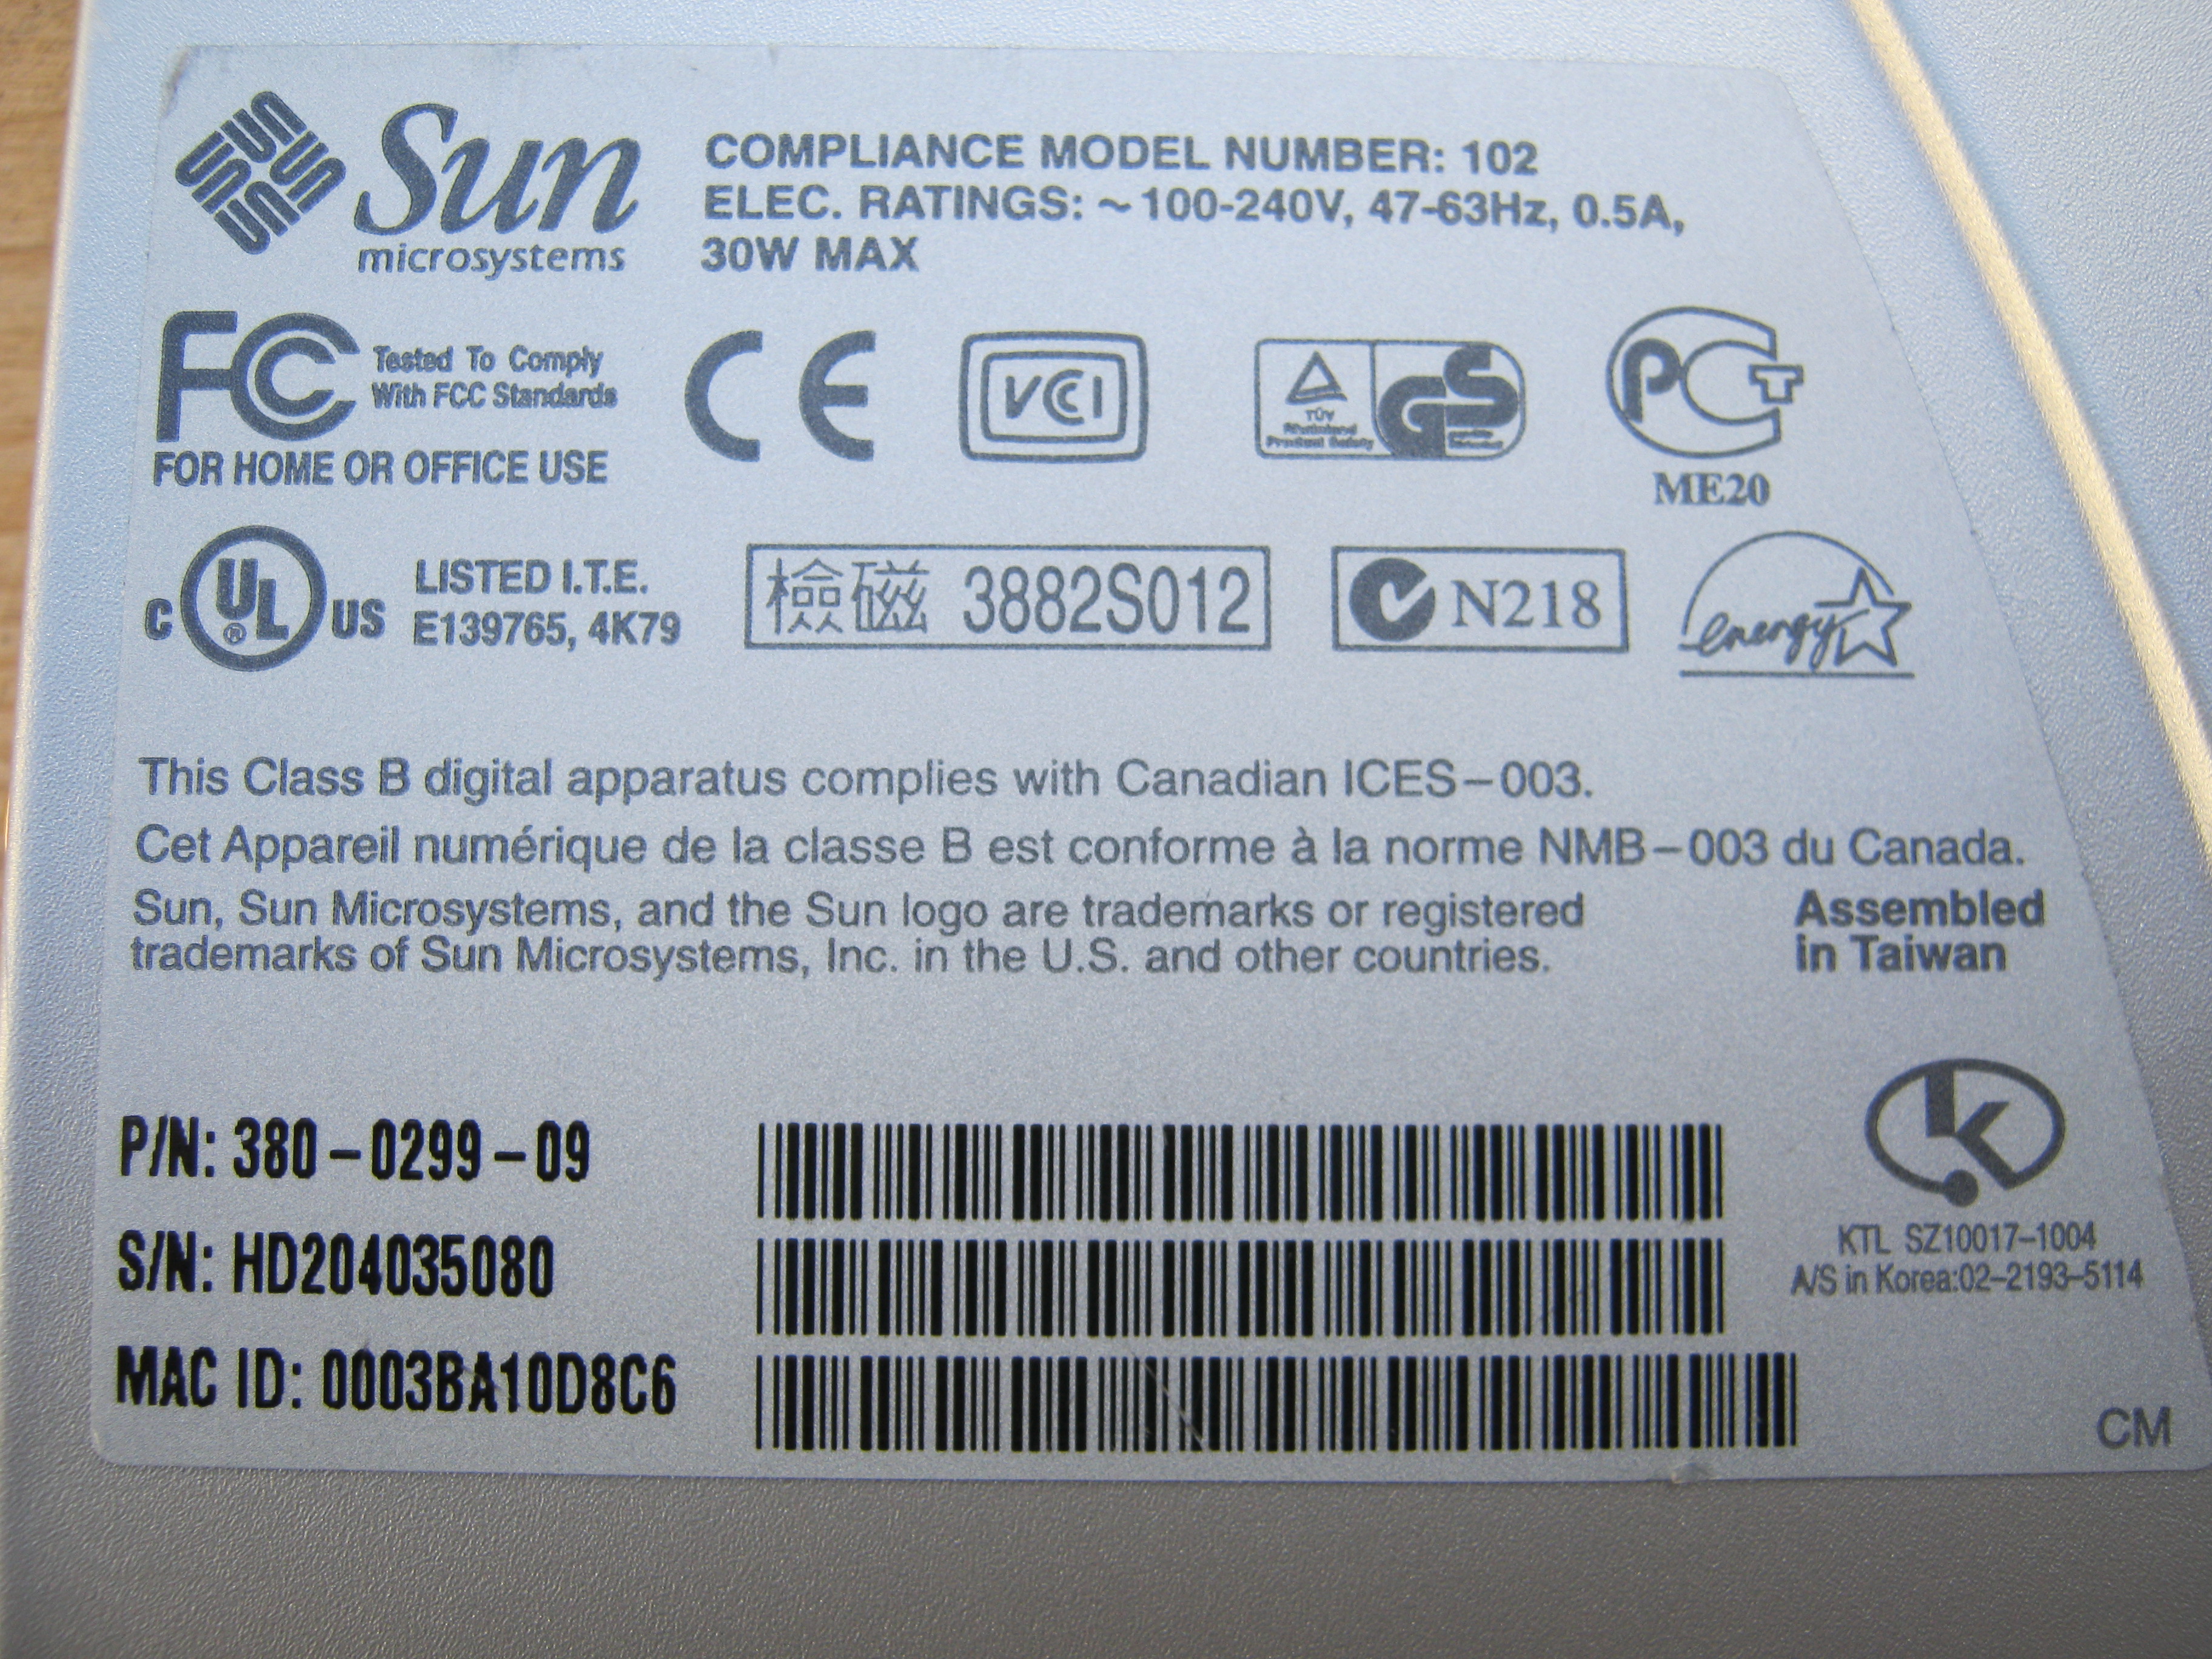 Sun
microsystems
COMPLIANCE MODEL NUMBER: 102
ELEC. RATINGS: ~ 100-240V, 47-63Hz, 0.5A,
30W MAX
FC Tested To Comply
With FCC Standards
FOR HOME OR OFFICE USE
CE
VCI
TÜV
Rheinland
Product Safety
GS
PCT
ME20
C UL ® US
LISTED I.T.E.
E139765, 4K79
檢磁 3882S012
N218
energy
This Class B digital apparatus complies with Canadian ICES-003.
Cet Appareil numérique de la classe B est conforme à la norme NMB-003 du Canada.
Sun, Sun Microsystems, and the Sun logo are trademarks or registered
trademarks of Sun Microsystems, Inc. in the U.S. and other countries.
Assembled
in Taiwan
P/N: 380-0299-09
S/N: HD204035080
MAC ID: 0003BA10D8C6
KTL SZ10017-1004
A/S in Korea:02-2193-5114
CM